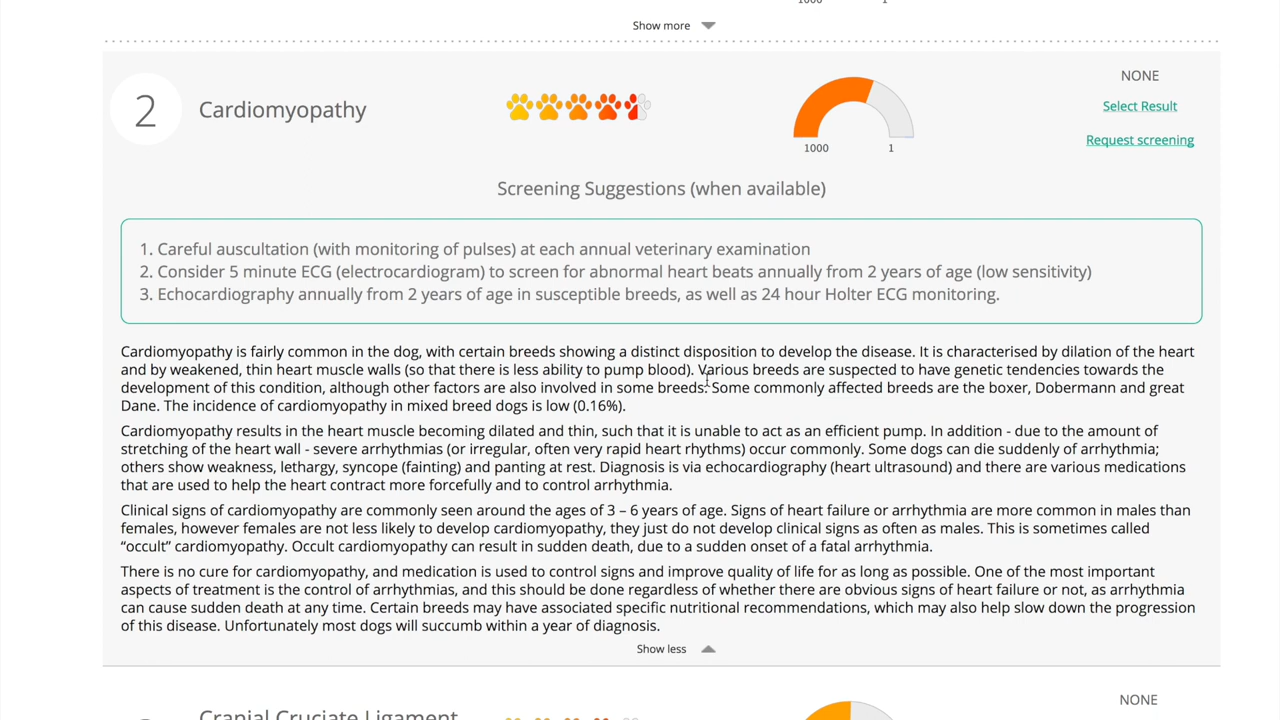 1000 1
Show more
2 Cardiomyopathy
1000 1
NONE
Select Result
Request screening
Screening Suggestions (when available)
1. Careful auscultation (with monitoring of pulses) at each annual veterinary examination
2. Consider 5 minute ECG (electrocardiogram) to screen for abnormal heart beats annually from 2 years of age (low sensitivity)
3. Echocardiography annually from 2 years of age in susceptible breeds, as well as 24 hour Holter ECG monitoring.
Cardiomyopathy is fairly common in the dog, with certain breeds showing a distinct disposition to develop the disease. It is characterised by dilation of the heart
and by weakened, thin heart muscle walls (so that there is less ability to pump blood). Various breeds are suspected to have genetic tendencies towards the
development of this condition, although other factors are also involved in some breeds. Some commonly affected breeds are the boxer, Dobermann and great
Dane. The incidence of cardiomyopathy in mixed breed dogs is low (0.16%).
Cardiomyopathy results in the heart muscle becoming dilated and thin, such that it is unable to act as an efficient pump. In addition - due to the amount of
stretching of the heart wall - severe arrhythmias (or irregular, often very rapid heart rhythms) occur commonly. Some dogs can die suddenly of arrhythmia;
others show weakness, lethargy, syncope (fainting) and panting at rest. Diagnosis is via echocardiography (heart ultrasound) and there are various medications
that are used to help the heart contract more forcefully and to control arrhythmia.
Clinical signs of cardiomyopathy are commonly seen around the ages of 3 – 6 years of age. Signs of heart failure or arrhythmia are more common in males than
females, however females are not less likely to develop cardiomyopathy, they just do not develop clinical signs as often as males. This is sometimes called
“occult” cardiomyopathy. Occult cardiomyopathy can result in sudden death, due to a sudden onset of a fatal arrhythmia.
There is no cure for cardiomyopathy, and medication is used to control signs and improve quality of life for as long as possible. One of the most important
aspects of treatment is the control of arrhythmias, and this should be done regardless of whether there are obvious signs of heart failure or not, as arrhythmia
can cause sudden death at any time. Certain breeds may have associated specific nutritional recommendations, which may also help slow down the progression
of this disease. Unfortunately most dogs will succumb within a year of diagnosis.
Show less
Cranial Cruciate Ligament
NONE